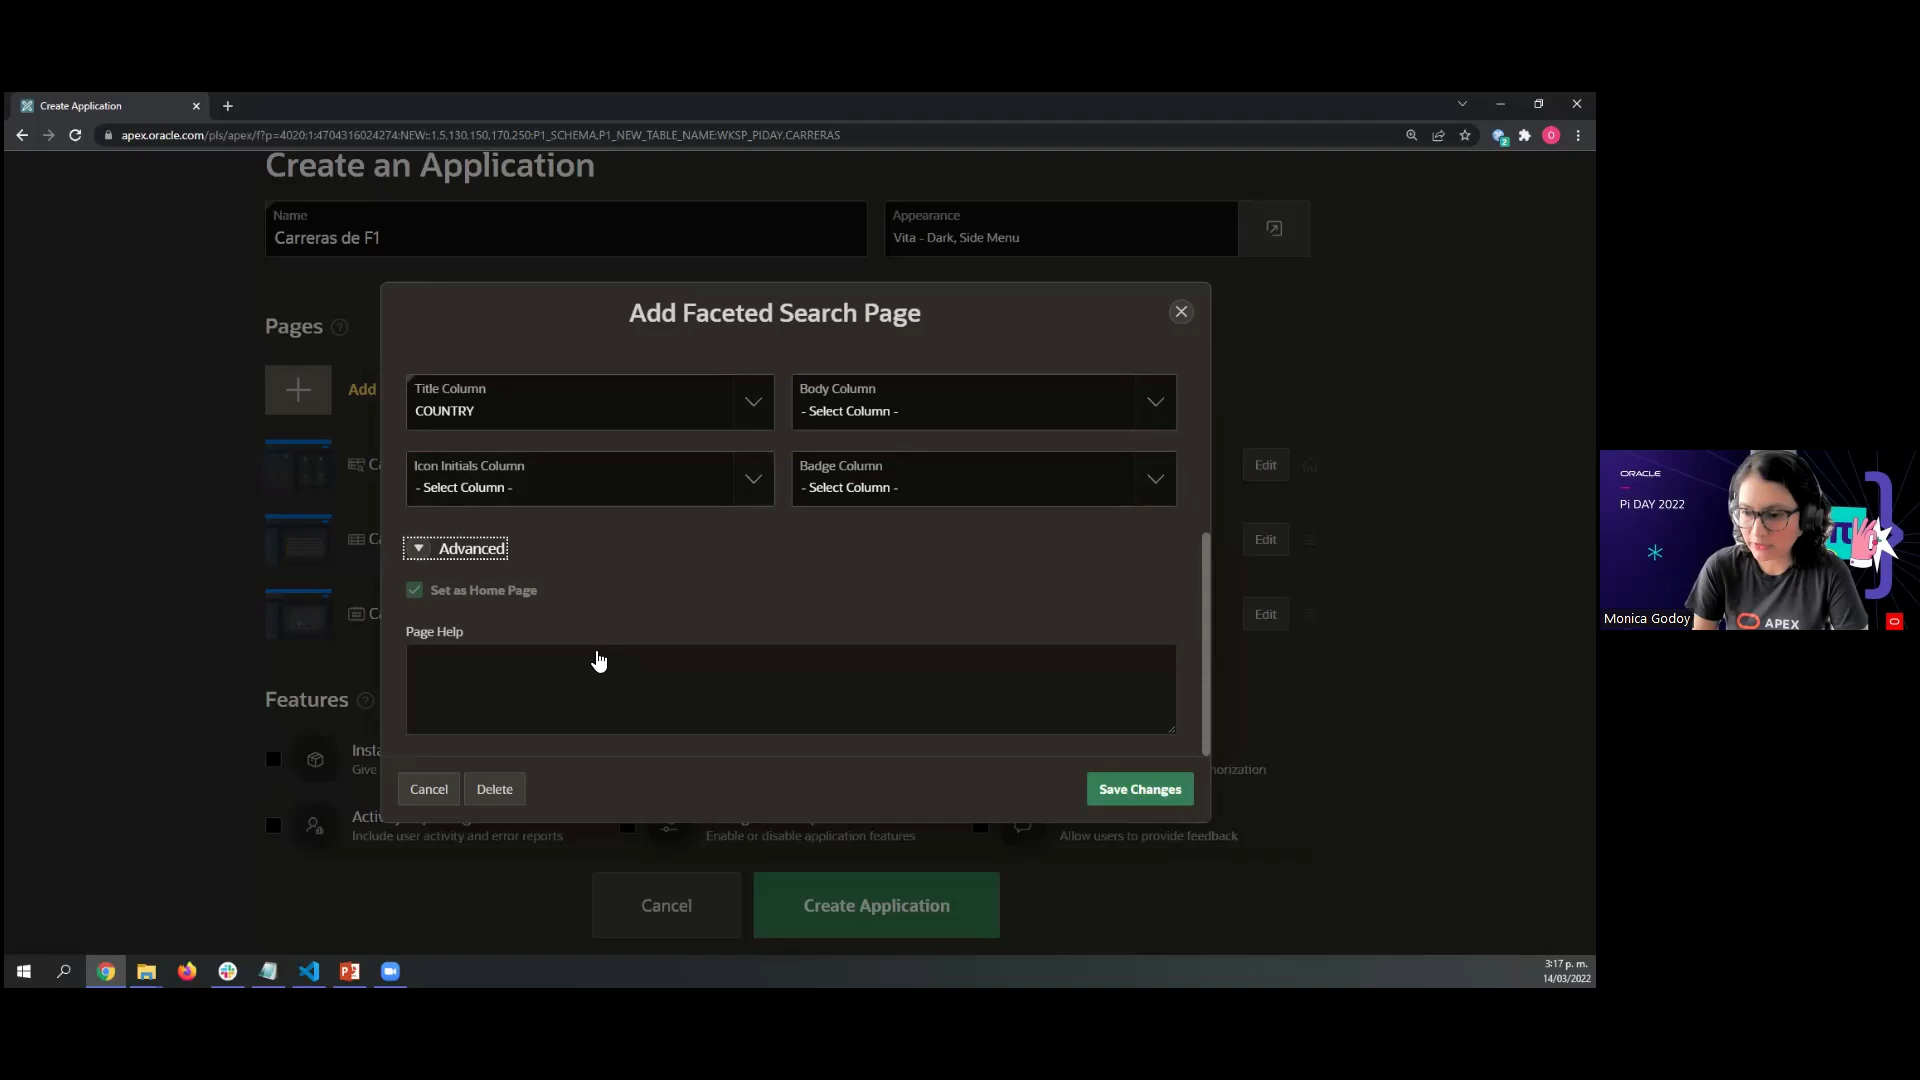 Create Application
apex.oracle.com/pls/apex/f?p=4020:1:4704316024274:NEW::1,5,130,150,170,250:P1_SCHEMA,P1_NEW_TABLE_NAME:WKSP_PIDAY,CARRERAS
Create an Application
Name
Carreras de F1
Appearance
Vita - Dark, Side Menu
Pages
Add
Add Faceted Search Page
Title Column
COUNTRY
Body Column
- Select Column -
Icon Initials Column
- Select Column -
Badge Column
- Select Column -
Edit
Edit
Edit
Advanced
Set as Home Page
Page Help
Features
Give
Include user activity and error reports
Enable or disable application features
Allow users to provide feedback
Cancel
Delete
Save Changes
Cancel
Create Application
3:17 p. m.
14/03/2022
ORACLE
Pi DAY 2022
APEX
Monica Godoy